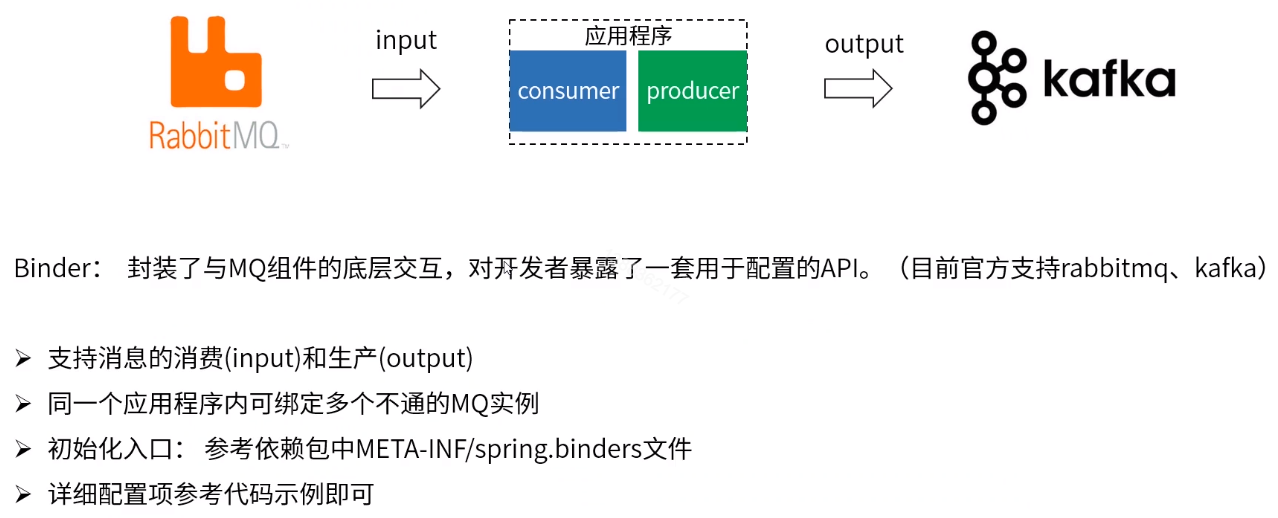 input
应用程序
output
consumer
producer
kafka
RabbitMQ
Binder： 封装了与MQ组件的底层交互，对开发者暴露了一套用于配置的API。（目前官方支持rabbitmq、kafka）
➢ 支持消息的消费(input)和生产(output)
➢ 同一个应用程序内可绑定多个不通的MQ实例
➢ 初始化入口： 参考依赖包中META-INF/spring.binders文件
➢ 详细配置项参考代码示例即可